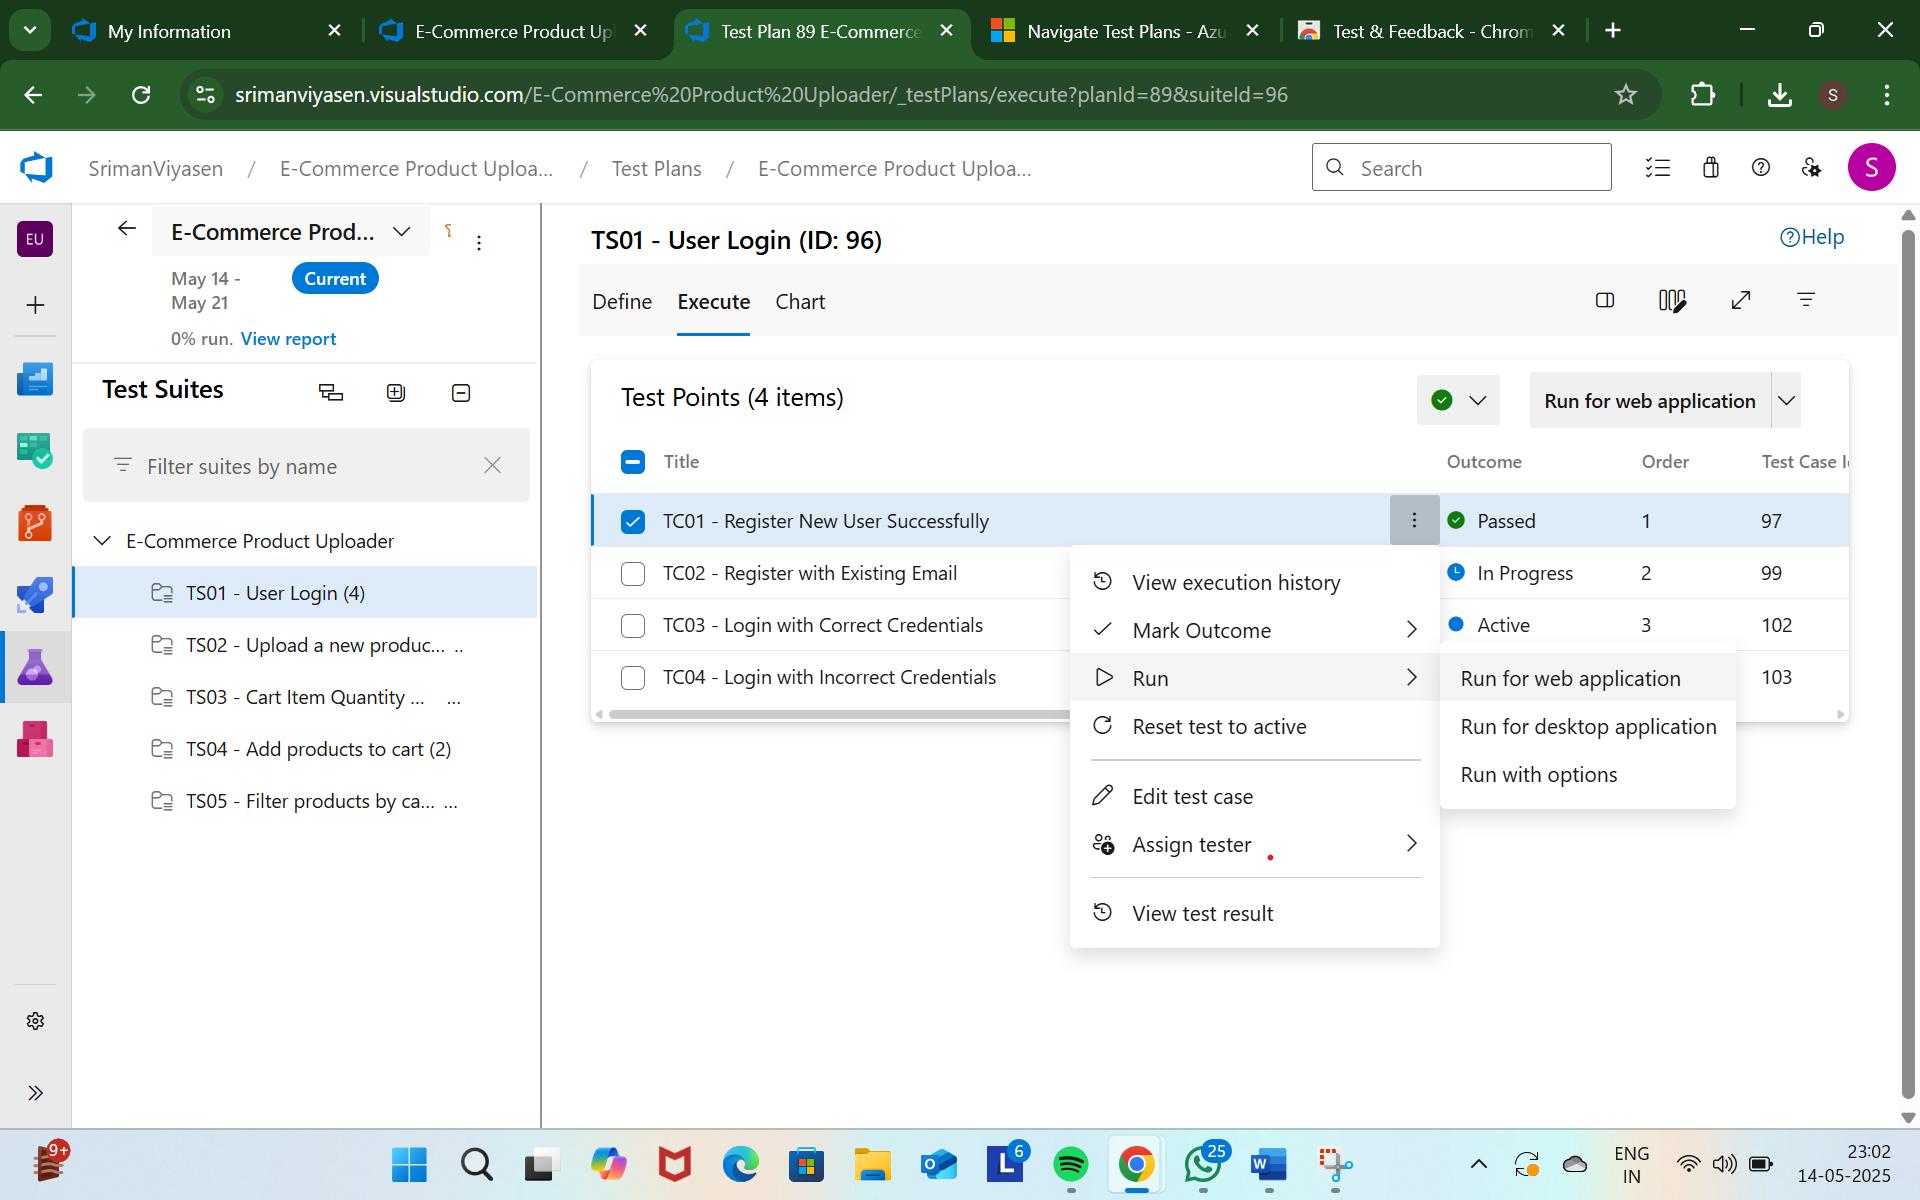 My Information
E-Commerce Product Upl
Test Plan 89 E-Commerce
Navigate Test Plans - Azu
Test & Feedback - Chrom
srimanviyasen.visualstudio.com/E-Commerce%20Product%20Uploader/_testPlans/execute?planId=89&suiteId=96
S
SrimanViyasen / E-Commerce Product Uploa... / Test Plans / E-Commerce Product Uploa...
Search
S
EU
E-Commerce Prod...
May 14 -
May 21
Current
0% run. View report
Test Suites
Filter suites by name
E-Commerce Product Uploader
TS01 - User Login (4)
TS02 - Upload a new produc... ..
TS03 - Cart Item Quantity ... ...
TS04 - Add products to cart (2)
TS05 - Filter products by ca... ...
TS01 - User Login (ID: 96)
Help
Define Execute Chart
Test Points (4 items)
Run for web application
Title Outcome Order Test Case I
TC01 - Register New User Successfully Passed 1 97
TC02 - Register with Existing Email In Progress 2 99
TC03 - Login with Correct Credentials Active 3 102
TC04 - Login with Incorrect Credentials 103
View execution history
Mark Outcome
Run
Reset test to active
Edit test case
Assign tester
View test result
Run for web application
Run for desktop application
Run with options
9+
6
25
ENG
IN
23:02
14-05-2025